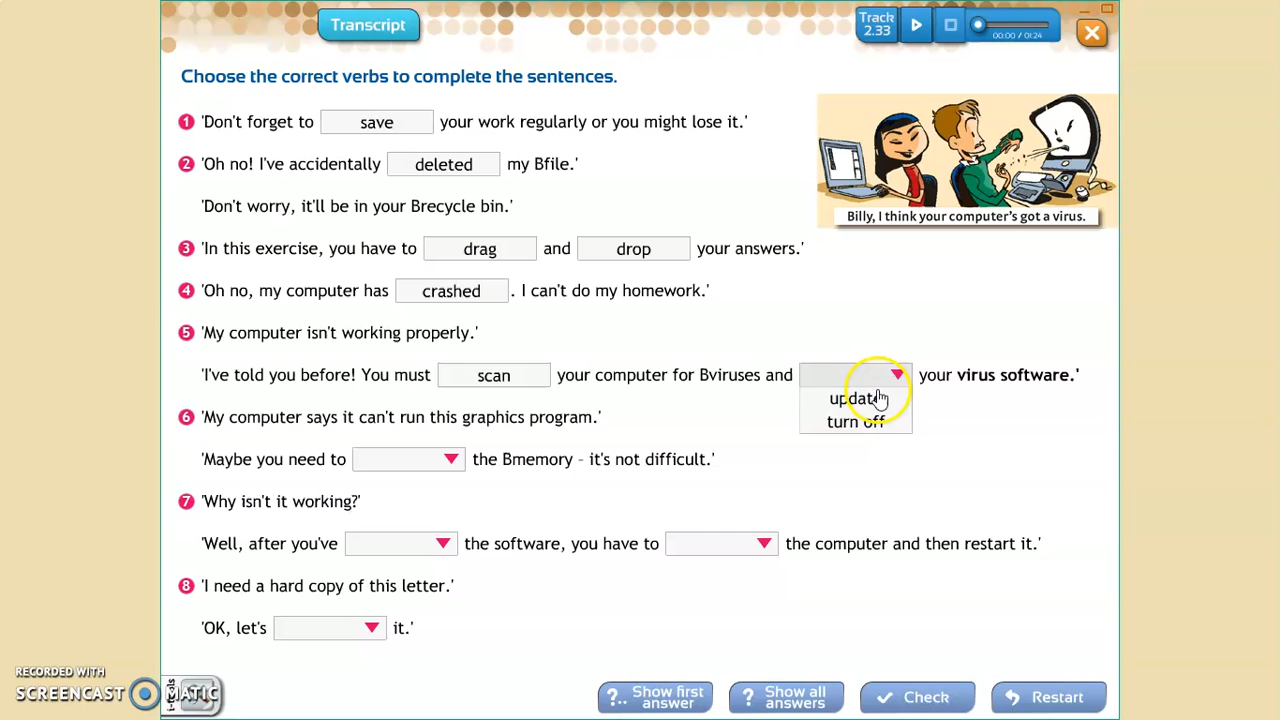 Transcript
Track 2.33
00:00 / 01:24
Choose the correct verbs to complete the sentences.
1 'Don't forget to save your work regularly or you might lose it.'
2 'Oh no! I've accidentally deleted my Bfile.'
'Don't worry, it'll be in your Brecycle bin.'
3 'In this exercise, you have to drag and drop your answers.'
4 'Oh no, my computer has crashed . I can't do my homework.'
Billy, I think your computer's got a virus.
5 'My computer isn't working properly.'
'I've told you before! You must scan your computer for Bviruses and your virus software.'
update
turn off
6 'My computer says it can't run this graphics program.'
'Maybe you need to the Bmemory – it's not difficult.'
7 'Why isn't it working?'
'Well, after you've the software, you have to the computer and then restart it.'
8 'I need a hard copy of this letter.'
'OK, let's it.'
RECORDED WITH
SCREENCAST MATIC
i-tools
Show first answer
Show all answers
Check
Restart